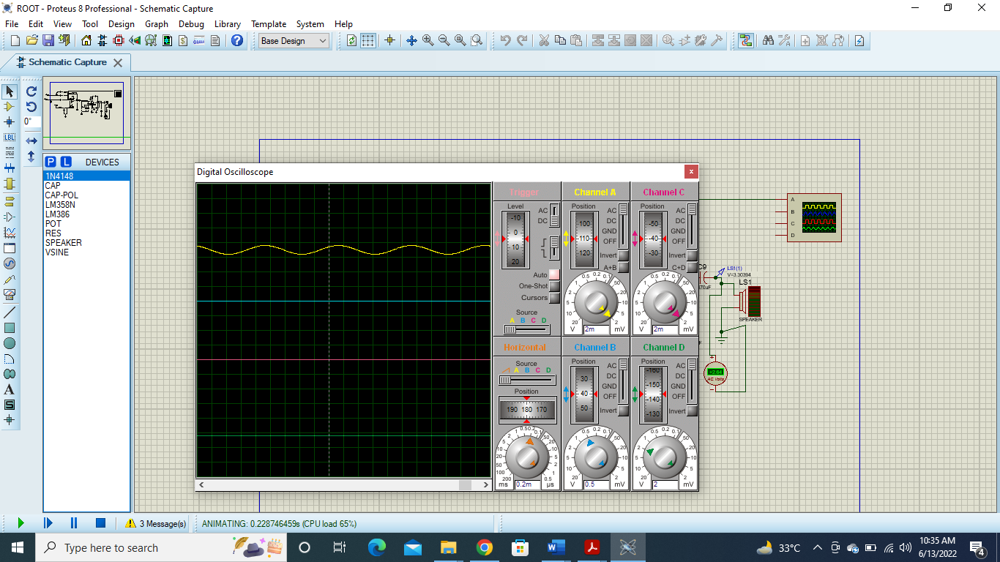 ROOT - Proteus 8 Professional - Schematic Capture
File Edit View Tool Design Graph Debug Library Template System Help
Base Design
Schematic Capture
0°
LBL
P L DEVICES
1N4148
CAP
CAP-POL
LM358N
LM386
POT
RES
SPEAKER
VSINE
A
S
Digital Oscilloscope
Trigger
Level
-10
0
10
20
AC
DC
Auto
One-Shot
Cursors
Source
A B C D
Channel A
Position
100
110
120
AC
DC
GND
OFF
Invert
A+B
V 2m mV
Channel C
Position
-50
-40
-30
AC
DC
GND
OFF
Invert
C+D
V 2m mV
Horizontal
Source
A B C D
Position
190 180 170
ms 0.2m µs
Channel B
Position
30
40
50
AC
DC
GND
OFF
Invert
V 0.5 mV
Channel D
Position
-160
-150
-140
-130
AC
DC
GND
OFF
Invert
V 2 mV
A
B
C
D
C9
LS1(1)
V=3.30394
LS1
SPEAKER
+2.64
AC Volts
3 Message(s)
ANIMATING: 0.228746459s (CPU load 65%)
Type here to search
33°C
10:35 AM
6/13/2022
4